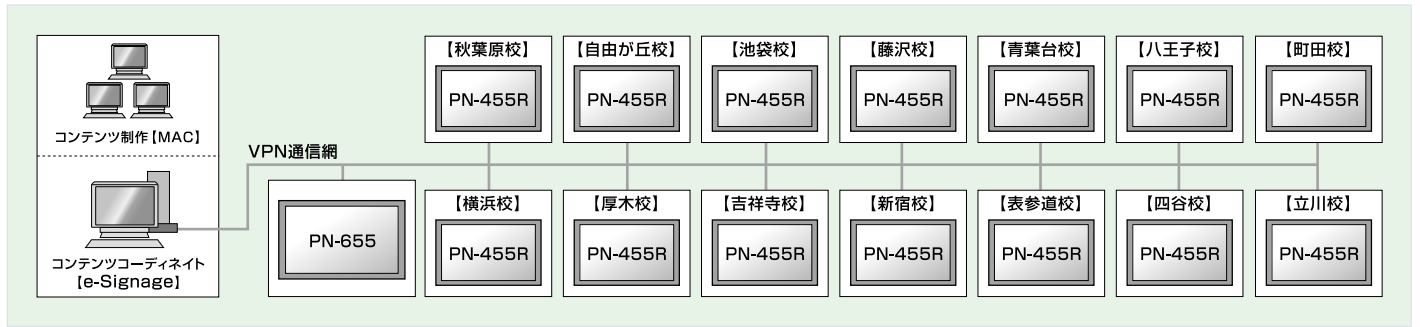 コンテンツ制作【MAC】
コンテンツコーディネイト
【e-Signage】
VPN通信網
PN-655
【秋葉原校】
PN-455R
【自由が丘校】
PN-455R
【池袋校】
PN-455R
【藤沢校】
PN-455R
【青葉台校】
PN-455R
【八王子校】
PN-455R
【町田校】
PN-455R
【横浜校】
PN-455R
【厚木校】
PN-455R
【吉祥寺校】
PN-455R
【新宿校】
PN-455R
【表参道校】
PN-455R
【四谷校】
PN-455R
【立川校】
PN-455R